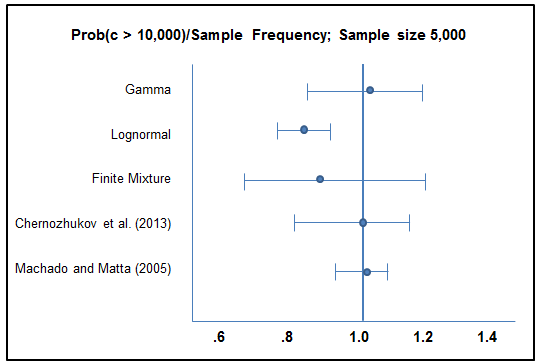 Prob(c > 10,000)/Sample Frequency; Sample size 5,000
Gamma
Lognormal
Finite Mixture
Chernozhukov et al. (2013)
Machado and Matta (2005)
.6 .8 1.0 1.2 1.4